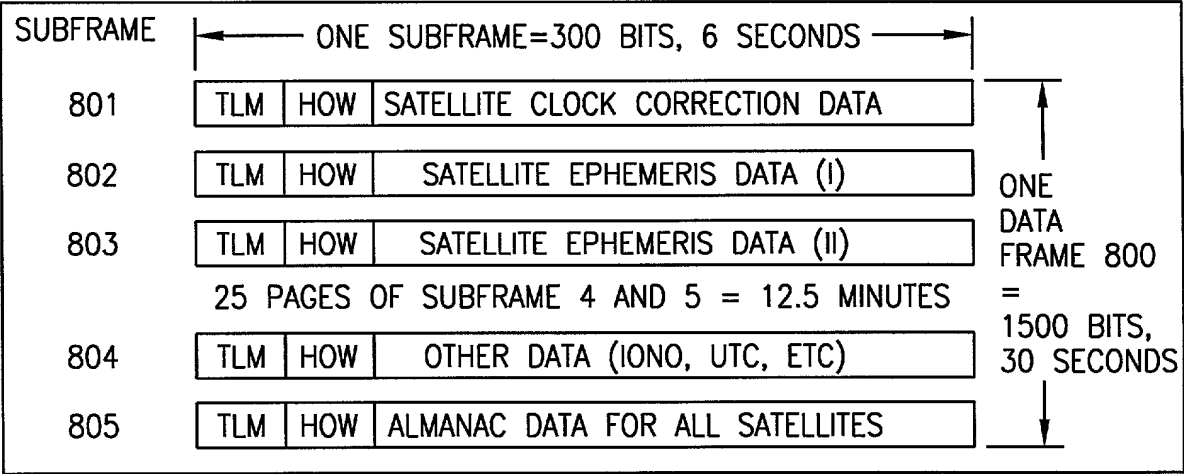 SUBFRAME ONE SUBFRAME=300 BITS, 6 SECONDS
801 TLM HOW SATELLITE CLOCK CORRECTION DATA
802 TLM HOW SATELLITE EPHEMERIS DATA (I)
803 TLM HOW SATELLITE EPHEMERIS DATA (II)
25 PAGES OF SUBFRAME 4 AND 5 = 12.5 MINUTES
804 TLM HOW OTHER DATA (IONO, UTC, ETC)
805 TLM HOW ALMANAC DATA FOR ALL SATELLITES
ONE
DATA
FRAME 800
=
1500 BITS,
30 SECONDS